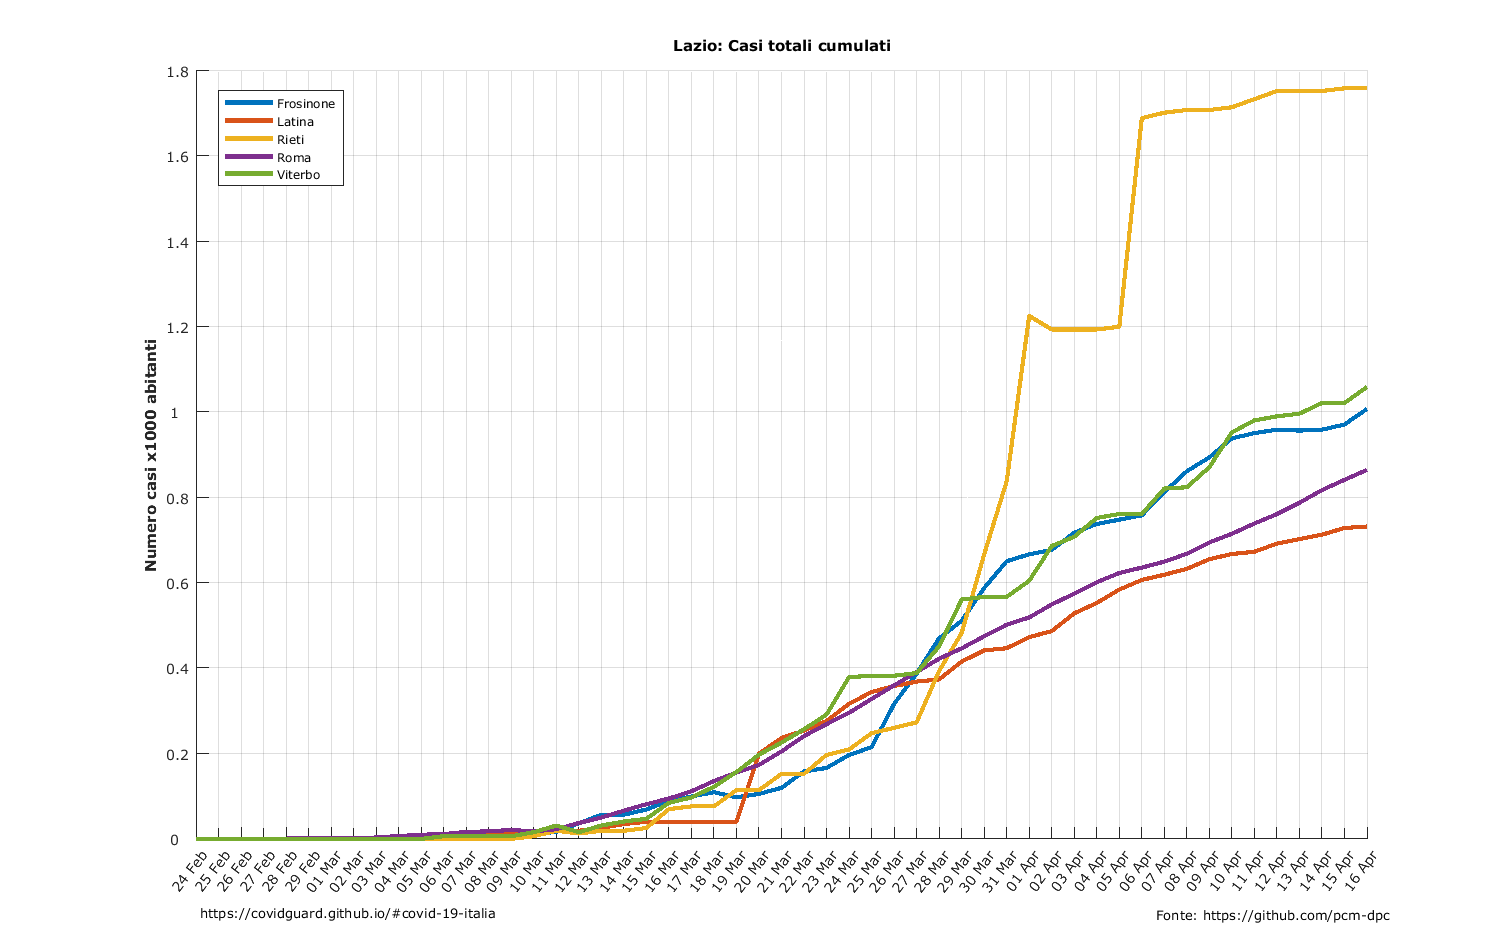 Lazio: Casi totali cumulati
Numero casi x1000 abitanti
1.8
1.6
1.4
1.2
1
0.8
0.6
0.4
0.2
0
Frosinone
Latina
Rieti
Roma
Viterbo
24 Feb
25 Feb
26 Feb
27 Feb
28 Feb
29 Feb
01 Mar
02 Mar
03 Mar
04 Mar
05 Mar
06 Mar
07 Mar
08 Mar
09 Mar
10 Mar
11 Mar
12 Mar
13 Mar
14 Mar
15 Mar
16 Mar
17 Mar
18 Mar
19 Mar
20 Mar
21 Mar
22 Mar
23 Mar
24 Mar
25 Mar
26 Mar
27 Mar
28 Mar
29 Mar
30 Mar
31 Mar
01 Apr
02 Apr
03 Apr
04 Apr
05 Apr
06 Apr
07 Apr
08 Apr
09 Apr
10 Apr
11 Apr
12 Apr
13 Apr
14 Apr
15 Apr
16 Apr
https://covidguard.github.io/#covid-19-italia
Fonte: https://github.com/pcm-dpc